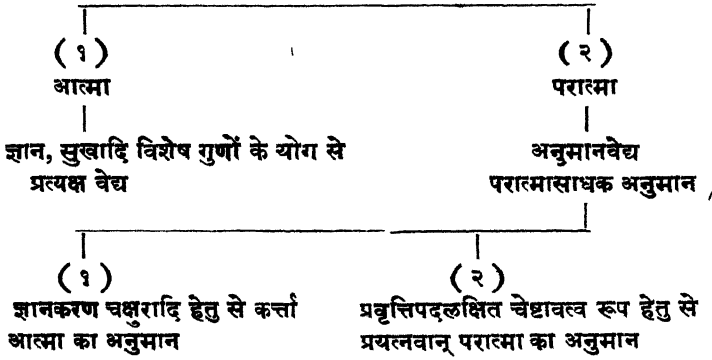 (१)
आत्मा
ज्ञान, सुखादि विशेष गुणों के योग से
प्रत्यक्ष वेद्य
(२)
परात्मा
अनुमानवेद्य
परात्मासाधक अनुमान
(१)
ज्ञानकरण चक्षुरादि हेतु से कर्त्ता
आत्मा का अनुमान
(२)
प्रवृत्तिपदलक्षित चेष्टावत्व रूप हेतु से
प्रयत्नवान् परात्मा का अनुमान